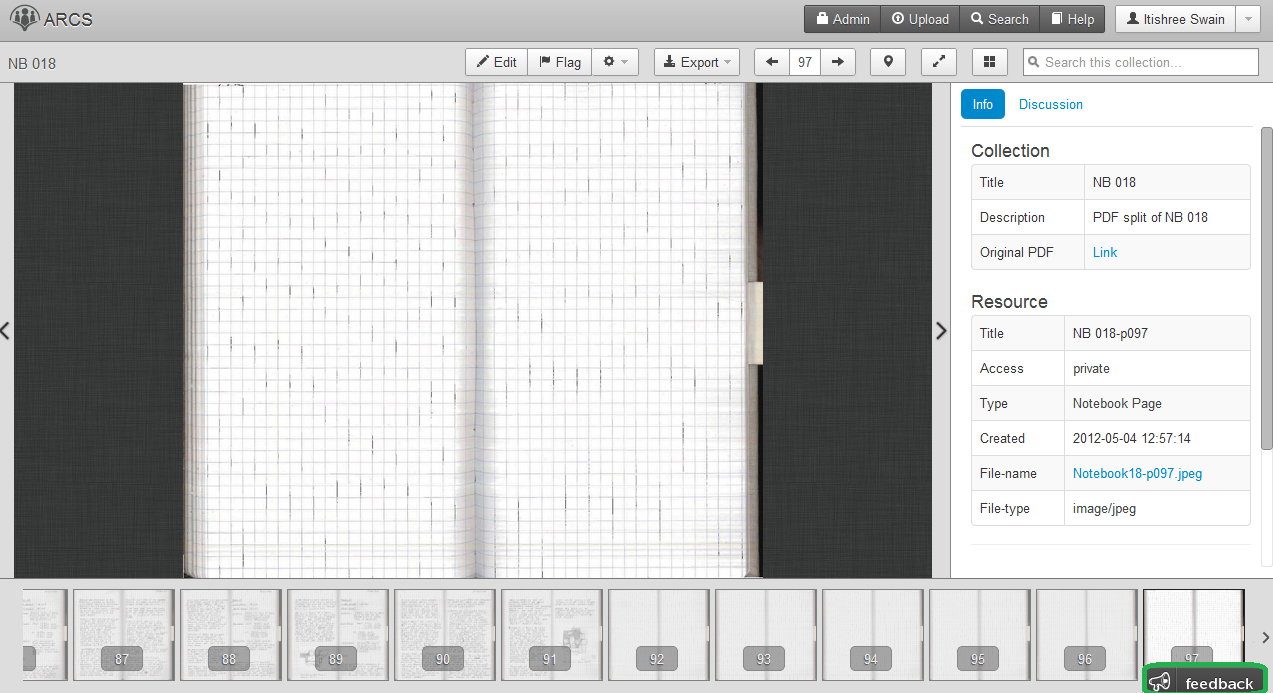 ARCS
Admin Upload Search Help Itishree Swain
NB 018
Edit Flag Export 97 Search this collection...
Info Discussion
Collection
Title NB 018
Description PDF split of NB 018
Original PDF Link
Resource
Title NB 018-p097
Access private
Type Notebook Page
Created 2012-05-04 12:57:14
File-name Notebook18-p097.jpeg
File-type image/jpeg
87 88 89 90 91 92 93 94 95 96 97
feedback